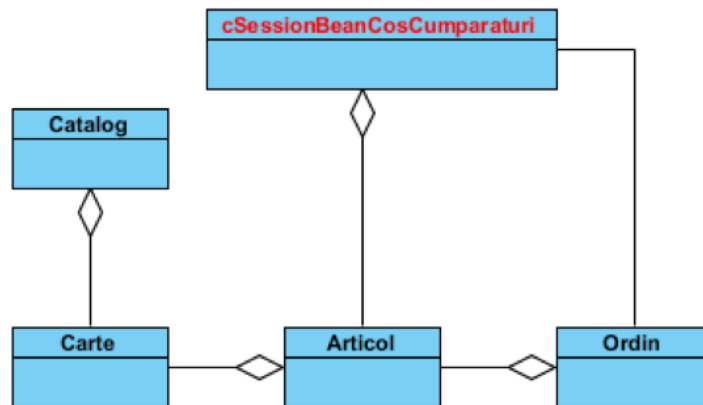 cSessionBeanCosCumparaturi
Catalog
Carte
Articol
Ordin